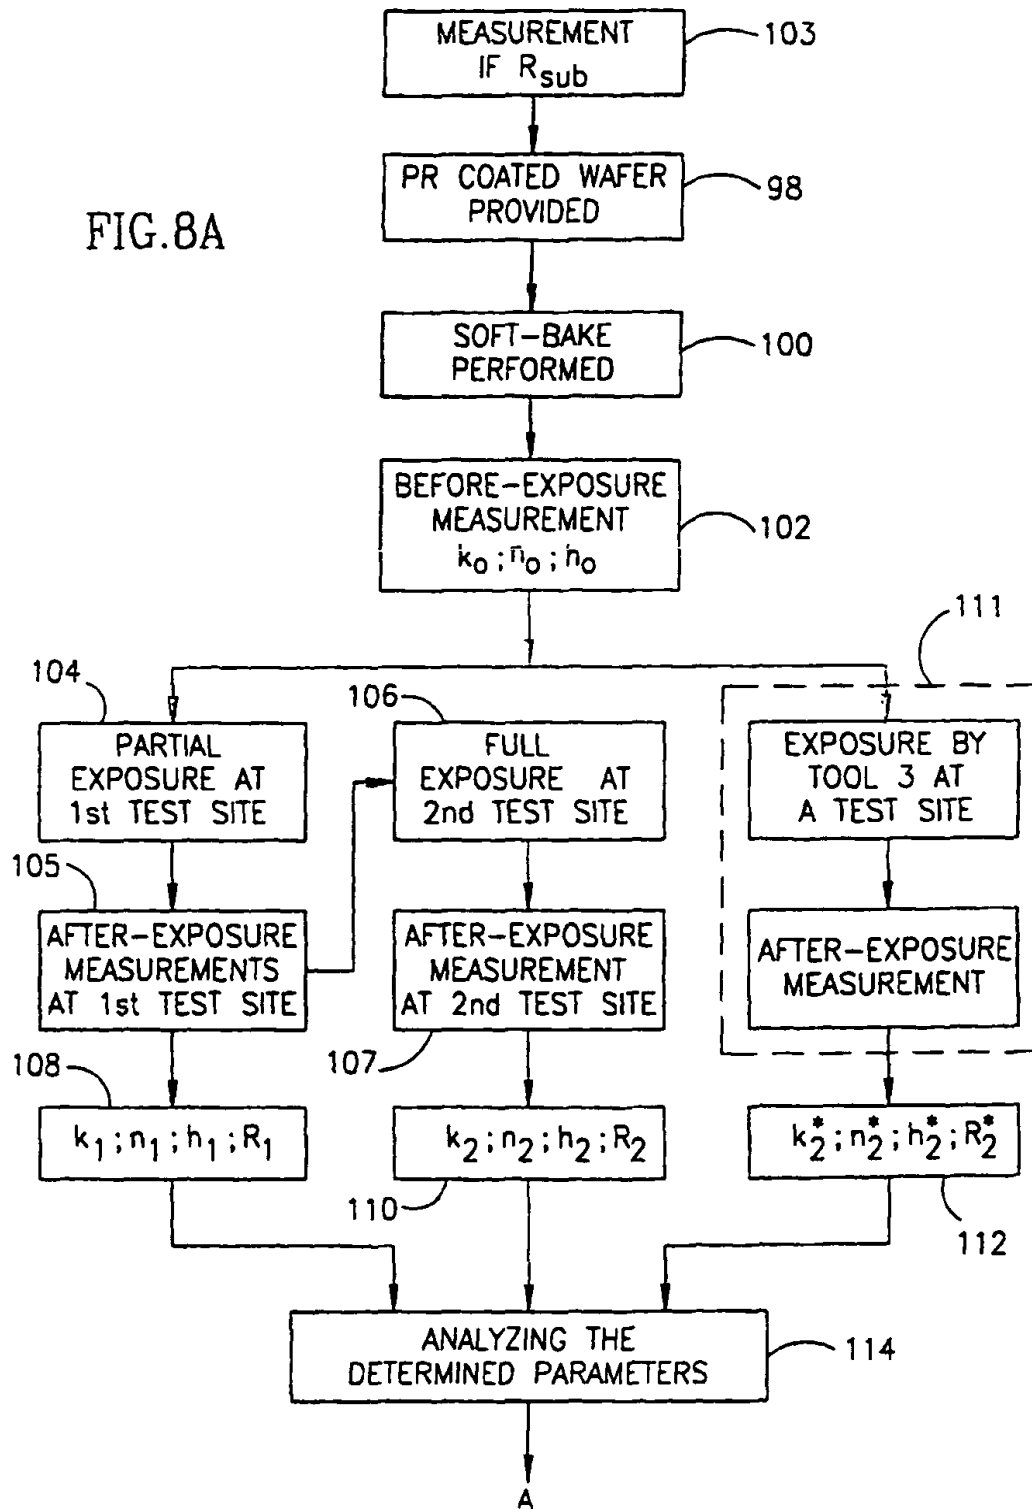 MEASUREMENT
IF Rsub
103
PR COATED WAFER
PROVIDED
98
FIG.8A
SOFT-BAKE
PERFORMED
100
BEFORE-EXPOSURE
MEASUREMENT
k0;n0;h0
102
111
104
PARTIAL
EXPOSURE AT
1st TEST SITE
106
FULL
EXPOSURE AT
2nd TEST SITE
EXPOSURE BY
TOOL 3 AT
A TEST SITE
105
AFTER-EXPOSURE
MEASUREMENTS
AT 1st TEST SITE
AFTER-EXPOSURE
MEASUREMENT
AT 2nd TEST SITE
107
AFTER-EXPOSURE
MEASUREMENT
108
k1;n1;h1;R1
k2;n2;h2;R2
110
k2*;n2*;h2*;R2*
112
ANALYZING THE
DETERMINED PARAMETERS
114
A